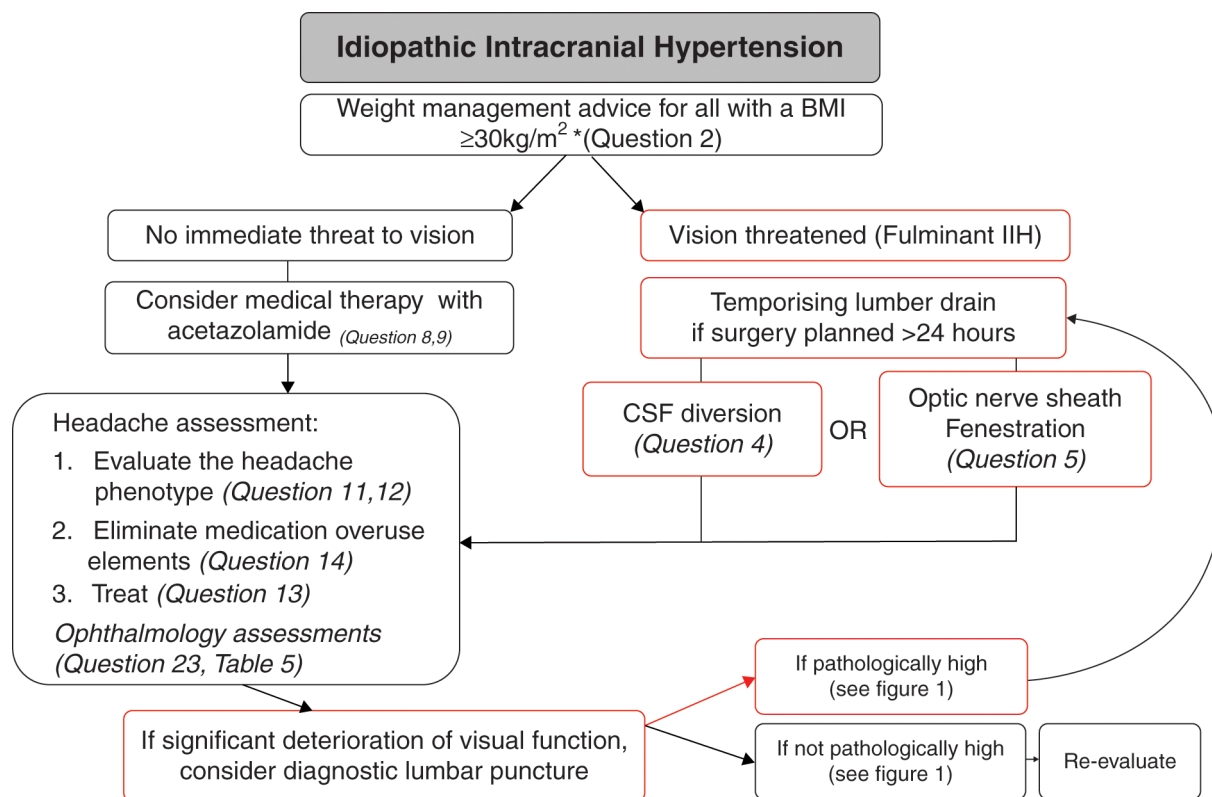 Idiopathic Intracranial Hypertension
Weight management advice for all with a BMI
≥30kg/m² *(Question 2)
No immediate threat to vision
Vision threatened (Fulminant IIH)
Consider medical therapy with
acetazolamide (Question 8,9)
Temporising lumber drain
if surgery planned >24 hours
CSF diversion
(Question 4)
OR
Optic nerve sheath
Fenestration
(Question 5)
Headache assessment:
1. Evaluate the headache
phenotype (Question 11,12)
2. Eliminate medication overuse
elements (Question 14)
3. Treat (Question 13)
Ophthalmology assessments
(Question 23, Table 5)
If significant deterioration of visual function,
consider diagnostic lumbar puncture
If pathologically high
(see figure 1)
If not pathologically high
(see figure 1)
Re-evaluate